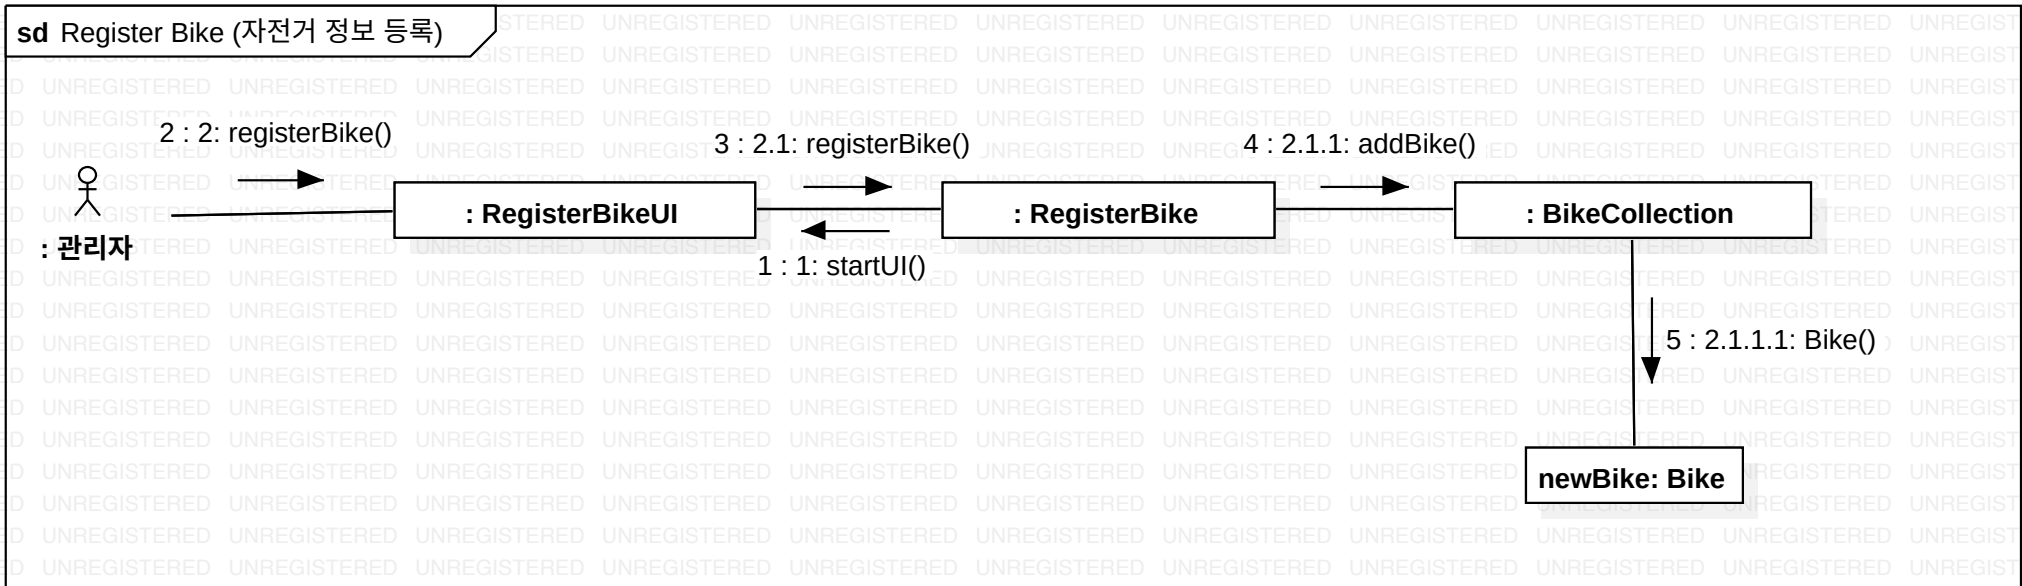 sd Register Bike (자전거 정보 등록)
2 : 2: registerBike()
3 : 2.1: registerBike()
4 : 2.1.1: addBike()
: 관리자
: RegisterBikeUI
: RegisterBike
: BikeCollection
1 : 1: startUI()
5 : 2.1.1.1: Bike()
newBike: Bike
UNREGISTERED